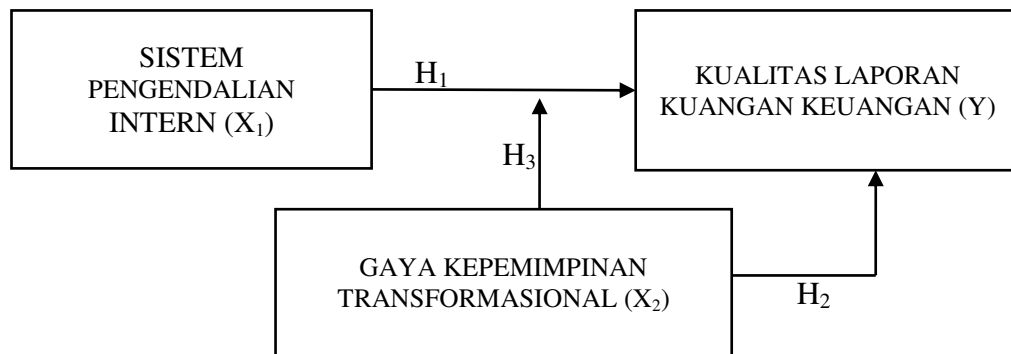 SISTEM
PENGENDALIAN
INTERN (X₁)
H₁
KUALITAS LAPORAN
KUANGAN KEUANGAN (Y)
H₃
GAYA KEPEMIMPINAN
TRANSFORMASIONAL (X₂)
H₂